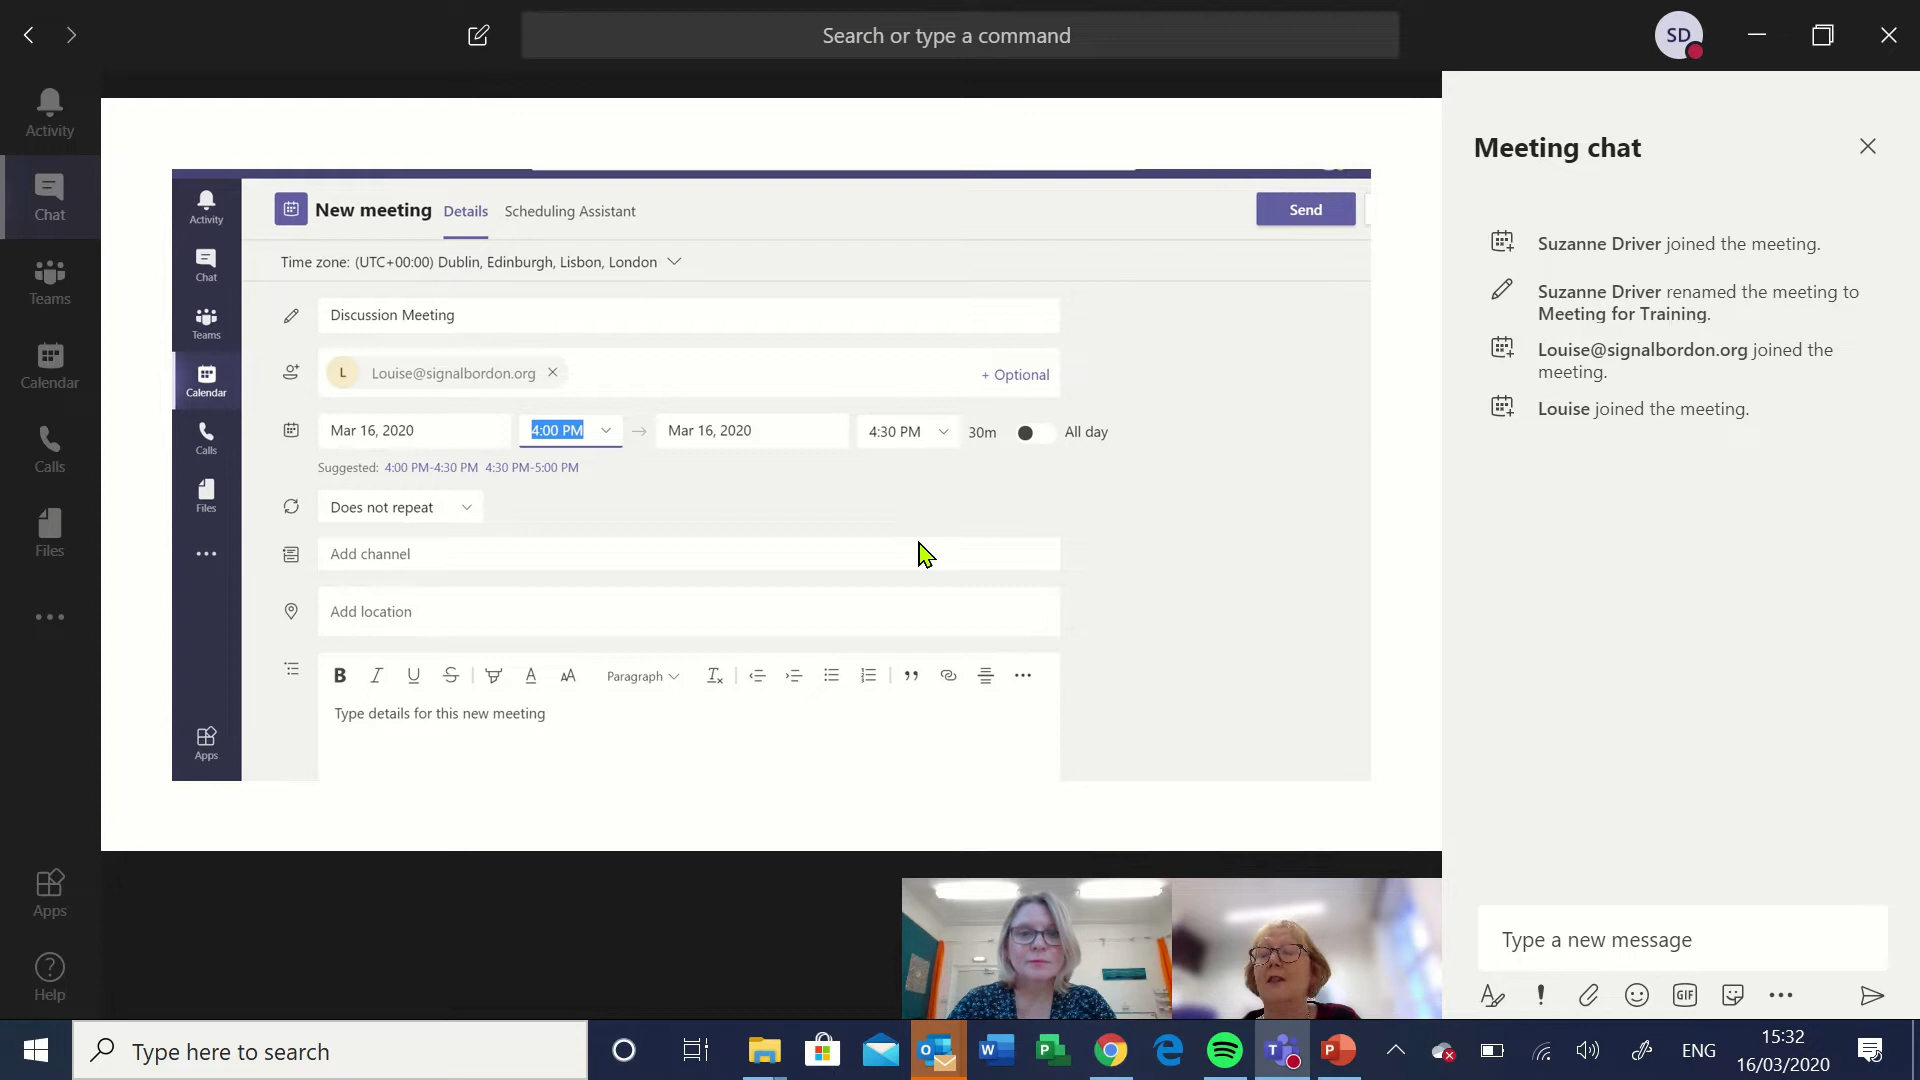 Search or type a command
SD
Activity
Chat
Teams
Calendar
Calls
Files
Apps
Help
Activity
Chat
Teams
Calendar
Calls
Files
Apps
New meeting Details Scheduling Assistant Send
Time zone: (UTC+00:00) Dublin, Edinburgh, Lisbon, London
Discussion Meeting
L Louise@signalbordon.org + Optional
Mar 16, 2020 4:00 PM Mar 16, 2020 4:30 PM 30m All day
Suggested: 4:00 PM-4:30 PM 4:30 PM-5:00 PM
Does not repeat
Add channel
Add location
B I U S A AA Paragraph
Type details for this new meeting
Meeting chat
Suzanne Driver joined the meeting.
Suzanne Driver renamed the meeting to
Meeting for Training.
Louise@signalbordon.org joined the
meeting.
Louise joined the meeting.
Type a new message
GIF
Type here to search
ENG
15:32
16/03/2020